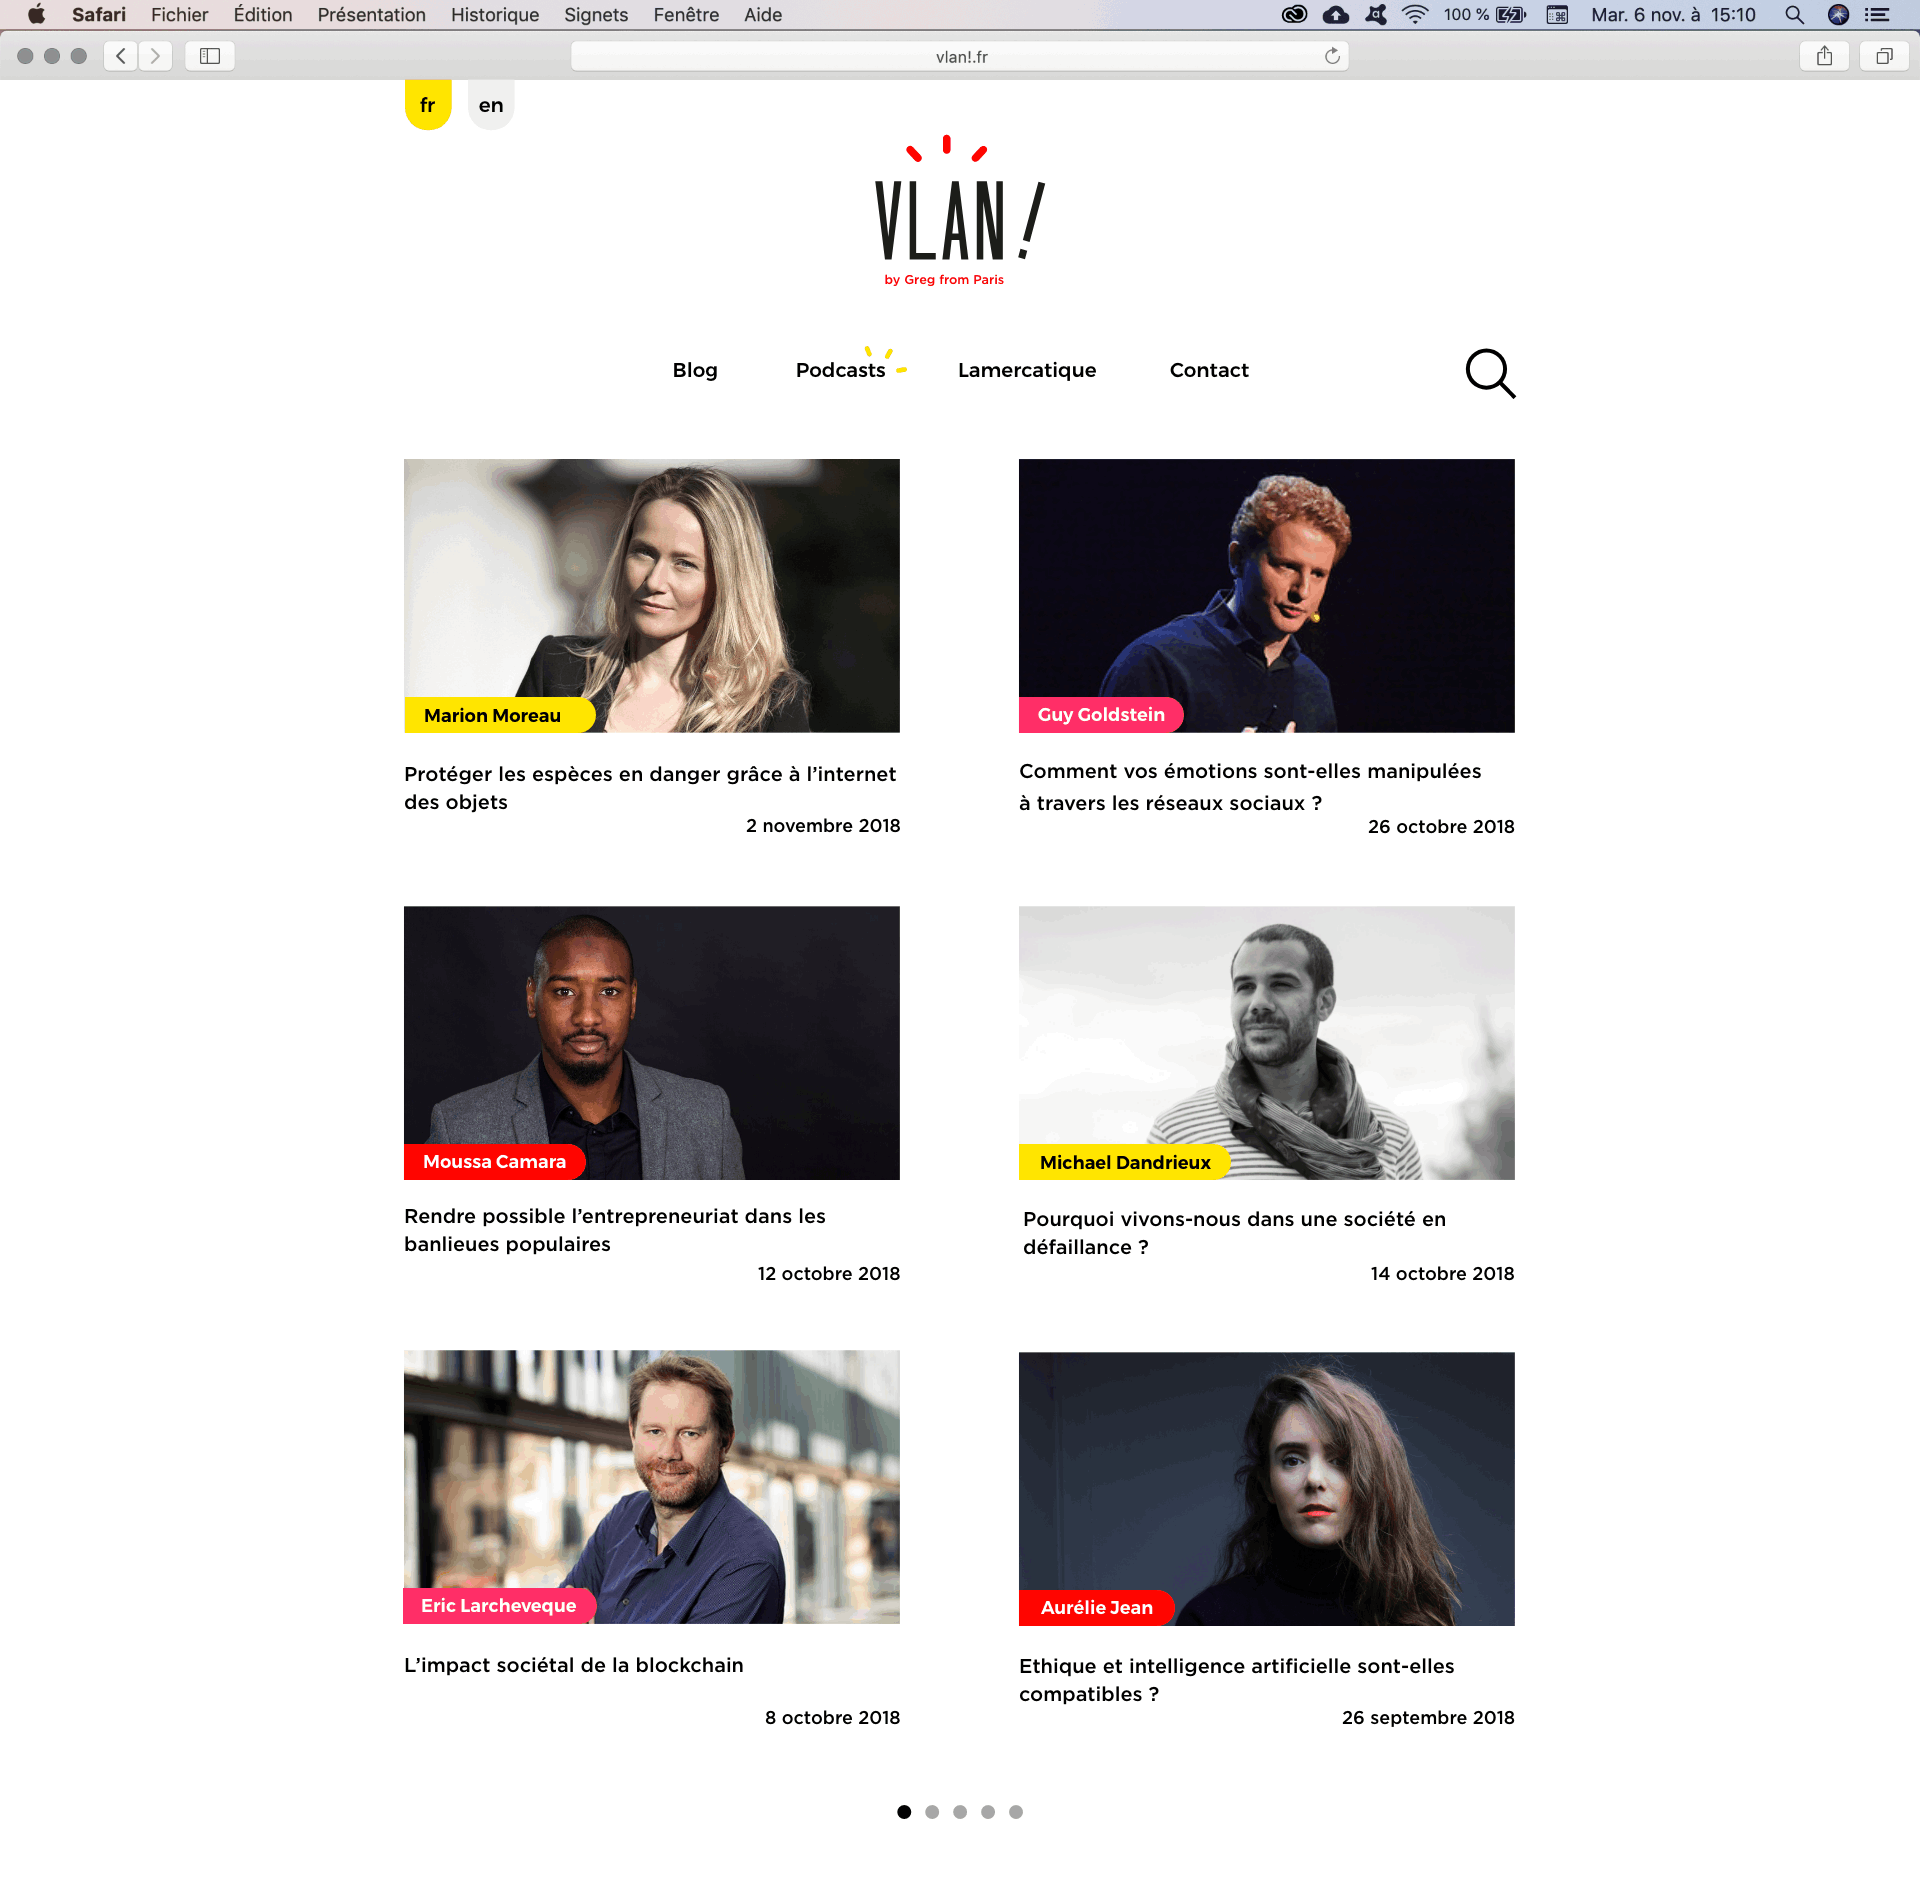 Safari Fichier Édition Présentation Historique Signets Fenêtre Aide 100 % Mar. 6 nov. à 15:10
vlan!.fr
fr en
VLAN!
by Greg from Paris
Blog Podcasts Lamercatique Contact
Marion Moreau
Protéger les espèces en danger grâce à l’internet
des objets
2 novembre 2018
Guy Goldstein
Comment vos émotions sont-elles manipulées
à travers les réseaux sociaux ?
26 octobre 2018
Moussa Camara
Rendre possible l’entrepreneuriat dans les
banlieues populaires
12 octobre 2018
Michael Dandrieux
Pourquoi vivons-nous dans une société en
défaillance ?
14 octobre 2018
Eric Larcheveque
L’impact sociétal de la blockchain
8 octobre 2018
Aurélie Jean
Ethique et intelligence artificielle sont-elles
compatibles ?
26 septembre 2018